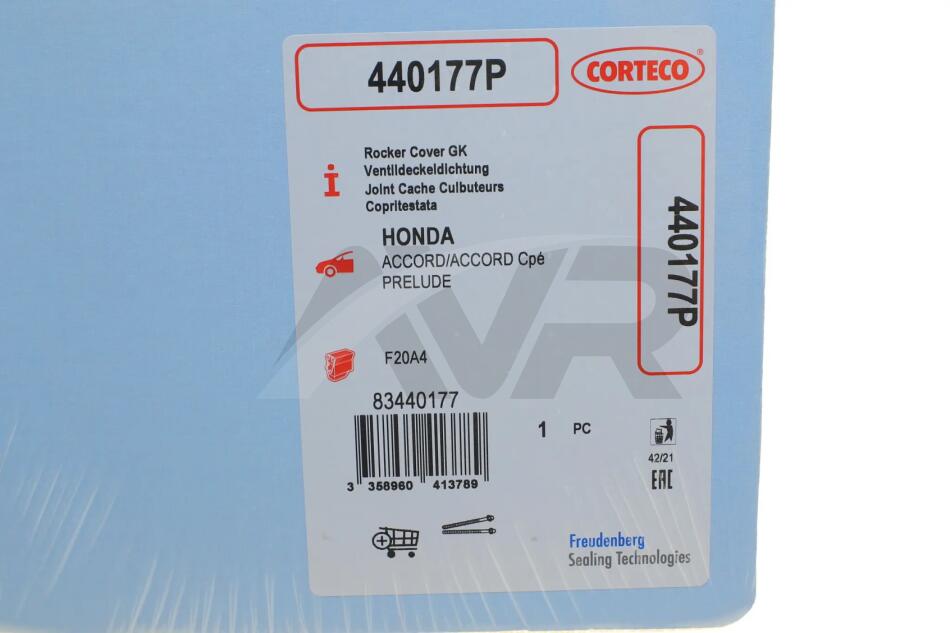 440177P
CORTECO®
Rocker Cover GK
Ventildeckeldichtung
Joint Cache Culbuteurs
Copritestata
HONDA
ACCORD/ACCORD Cpé
PRELUDE
440177P
F20A4
83440177
3 358960 413789
1 PC
42/21
EAC
Freudenberg
Sealing Technologies
AVR